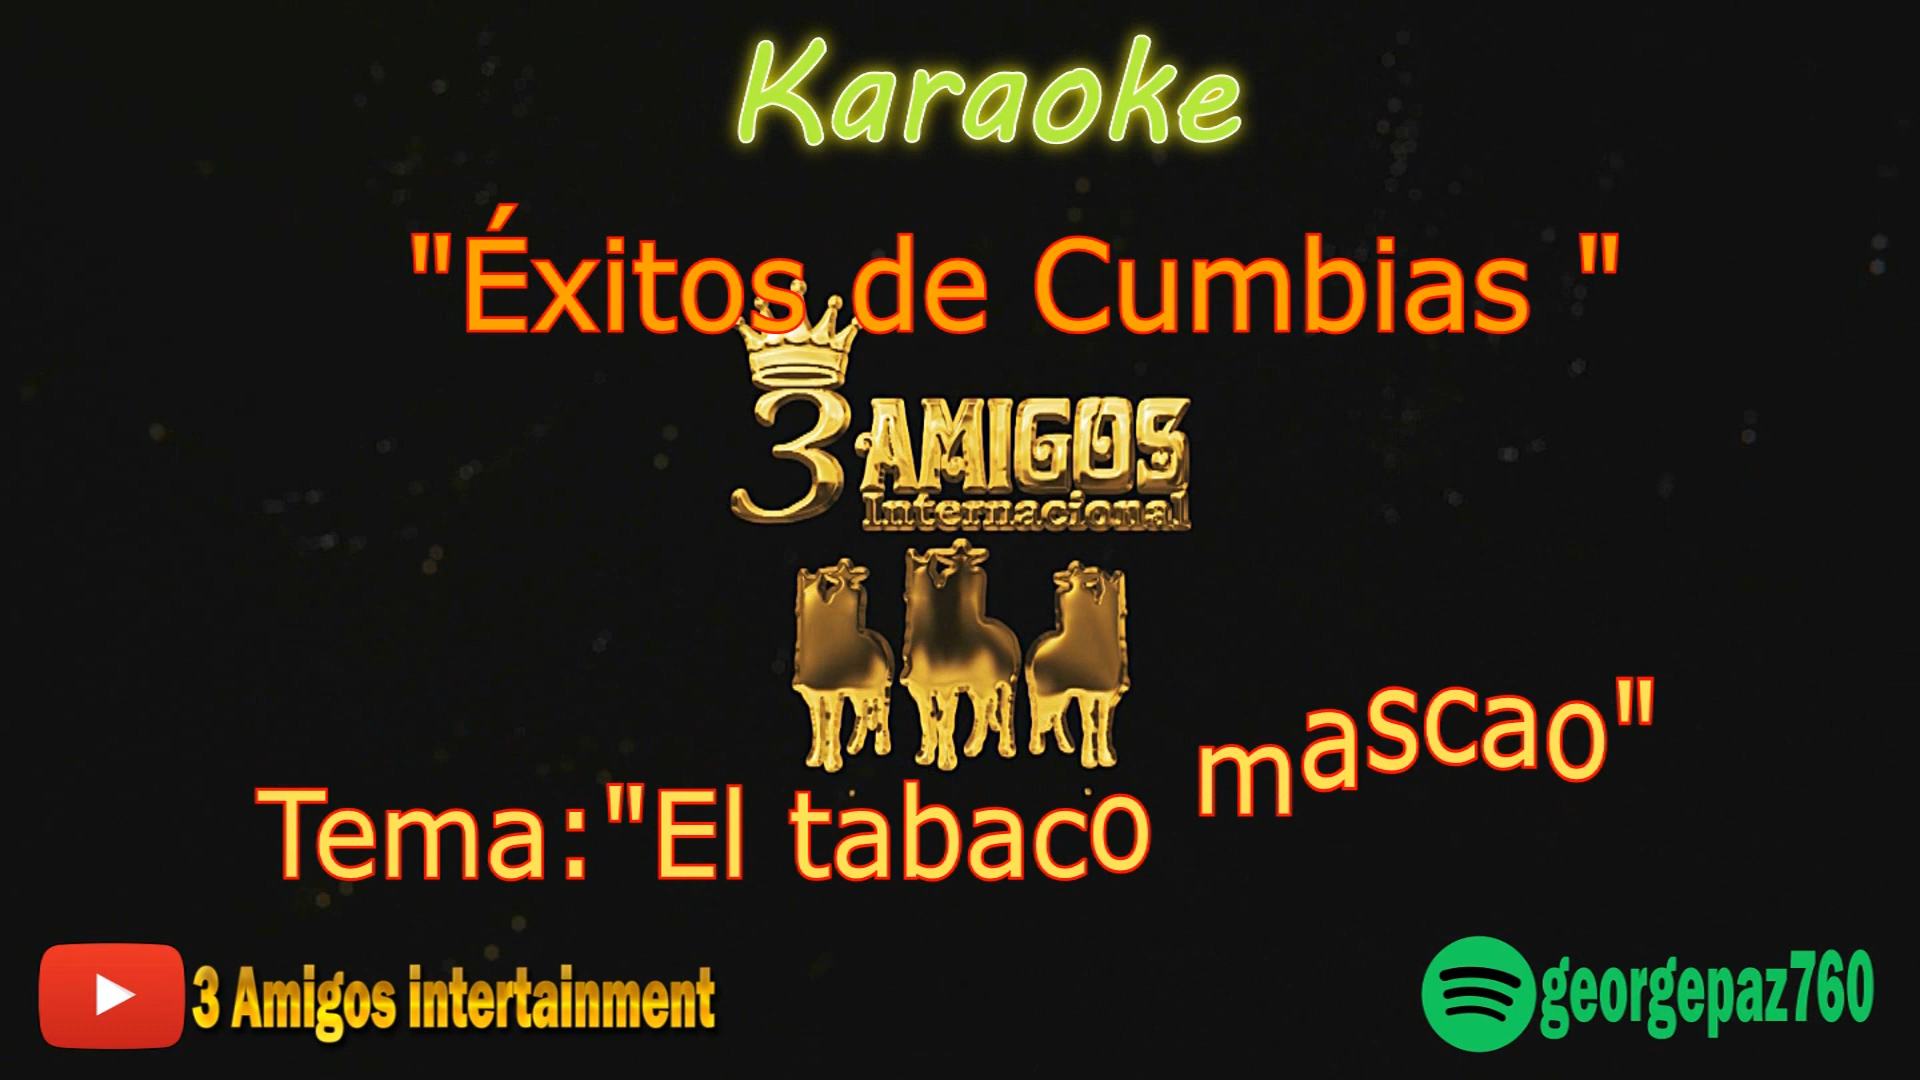 Karaoke
"Éxitos de Cumbias "
3 AMIGOS
Internacional
Tema:"El tabaco mascao"
3 Amigos intertainment
georgepaz760